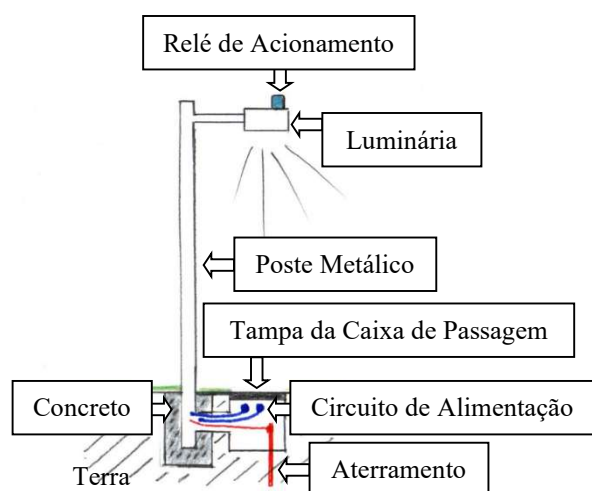 Relé de Acionamento
Luminária
Poste Metálico
Tampa da Caixa de Passagem
Concreto
Circuito de Alimentação
Terra
Aterramento